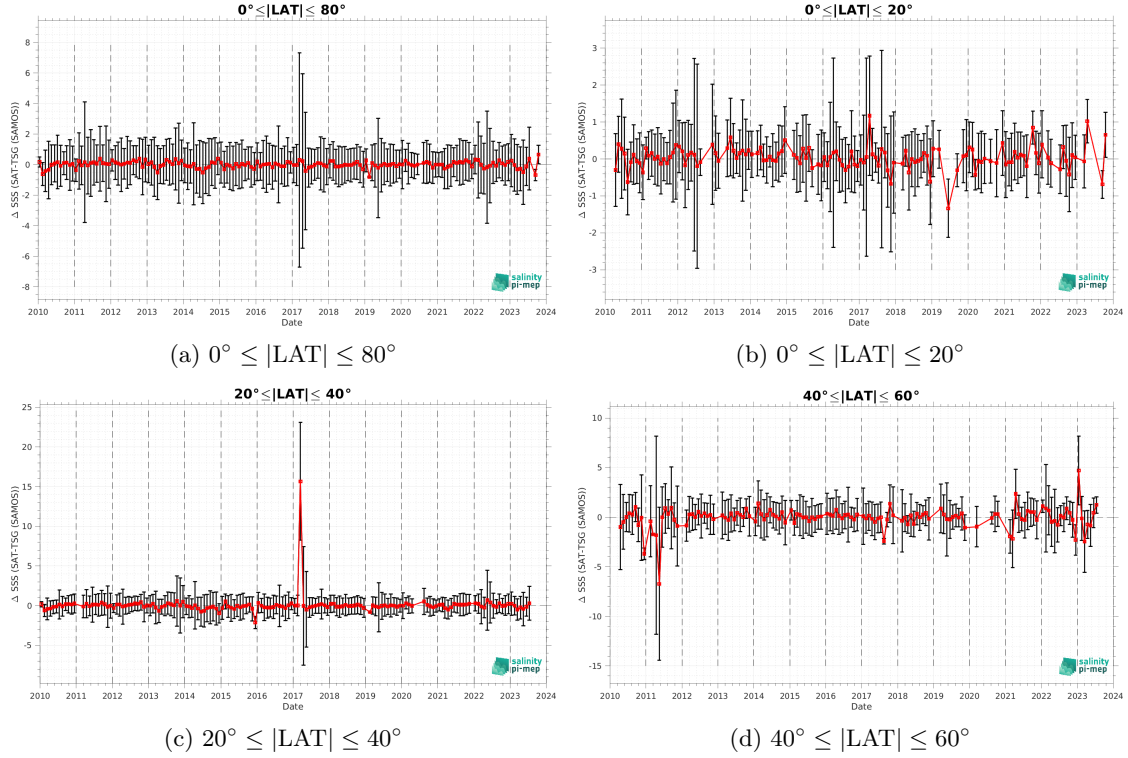 0°≤|LAT|≤ 80°
Δ SSS (SAT-TSG (SAMOS))
8
6
4
2
0
-2
-4
-6
-8
2010 2011 2012 2013 2014 2015 2016 2017 2018 2019 2020 2021 2022 2023 2024
Date
salinity
pi-mep
(a) 0° ≤ |LAT| ≤ 80°
0°≤|LAT|≤ 20°
Δ SSS (SAT-TSG (SAMOS))
3
2
1
0
-1
-2
-3
2010 2011 2012 2013 2014 2015 2016 2017 2018 2019 2020 2021 2022 2023 2024
Date
salinity
pi-mep
(b) 0° ≤ |LAT| ≤ 20°
20°≤|LAT|≤ 40°
Δ SSS (SAT-TSG (SAMOS))
25
20
15
10
5
0
-5
2010 2011 2012 2013 2014 2015 2016 2017 2018 2019 2020 2021 2022 2023 2024
Date
salinity
pi-mep
(c) 20° ≤ |LAT| ≤ 40°
40°≤|LAT|≤ 60°
Δ SSS (SAT-TSG (SAMOS))
10
5
0
-5
-10
-15
2010 2011 2012 2013 2014 2015 2016 2017 2018 2019 2020 2021 2022 2023 2024
Date
salinity
pi-mep
(d) 40° ≤ |LAT| ≤ 60°